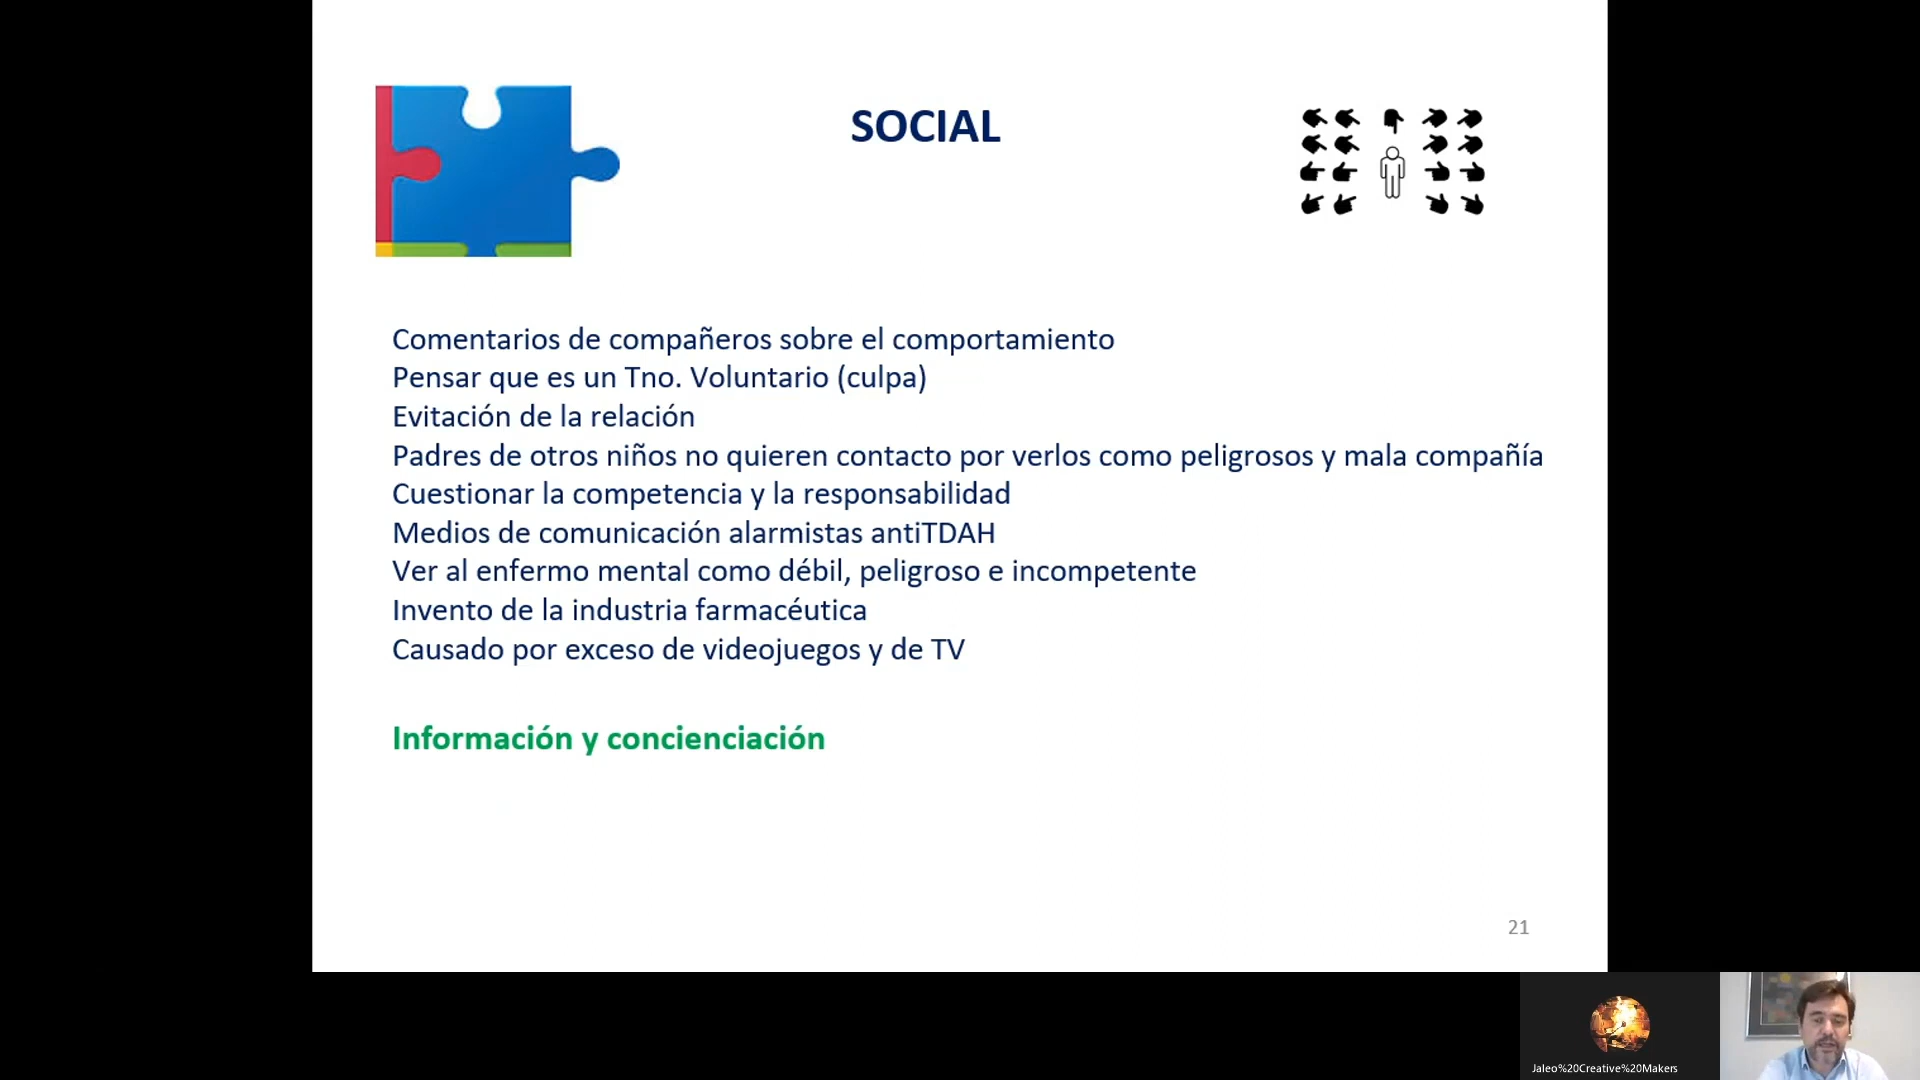 SOCIAL
Comentarios de compañeros sobre el comportamiento
Pensar que es un Tno. Voluntario (culpa)
Evitación de la relación
Padres de otros niños no quieren contacto por verlos como peligrosos y mala compañía
Cuestionar la competencia y la responsabilidad
Medios de comunicación alarmistas antiTDAH
Ver al enfermo mental como débil, peligroso e incompetente
Invento de la industria farmacéutica
Causado por exceso de videojuegos y de TV
Información y concienciación
21
Jaleo%20Creative%20Makers